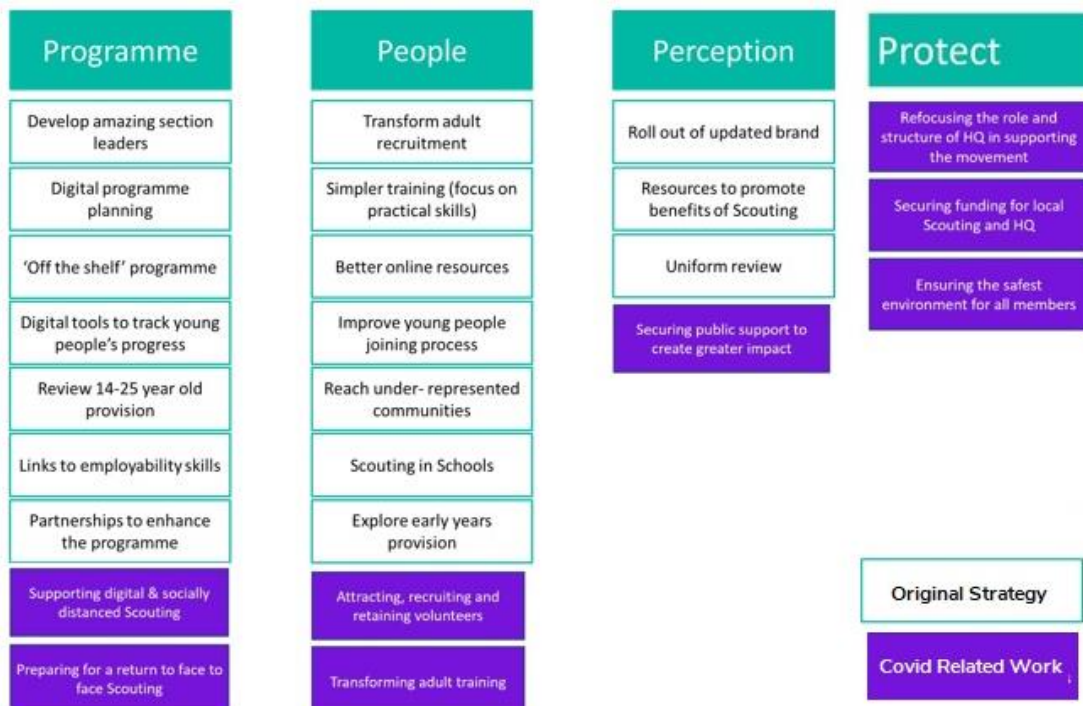 Programme
Develop amazing section
leaders
Digital programme
planning
‘Off the shelf’ programme
Digital tools to track young
people’s progress
Review 14-25 year old
provision
Links to employability skills
Partnerships to enhance
the programme
Supporting digital & socially
distanced Scouting
Preparing for a return to face to
face Scouting
People
Transform adult
recruitment
Simpler training (focus on
practical skills)
Better online resources
Improve young people
joining process
Reach under- represented
communities
Scouting in Schools
Explore early years
provision
Attracting, recruiting and
retaining volunteers
Transforming adult training
Perception
Roll out of updated brand
Resources to promote
benefits of Scouting
Uniform review
Securing public support to
create greater impact
Protect
Refocusing the role and
structure of HQ in supporting
the movement
Securing funding for local
Scouting and HQ
Ensuring the safest
environment for all members
Original Strategy
Covid Related Work